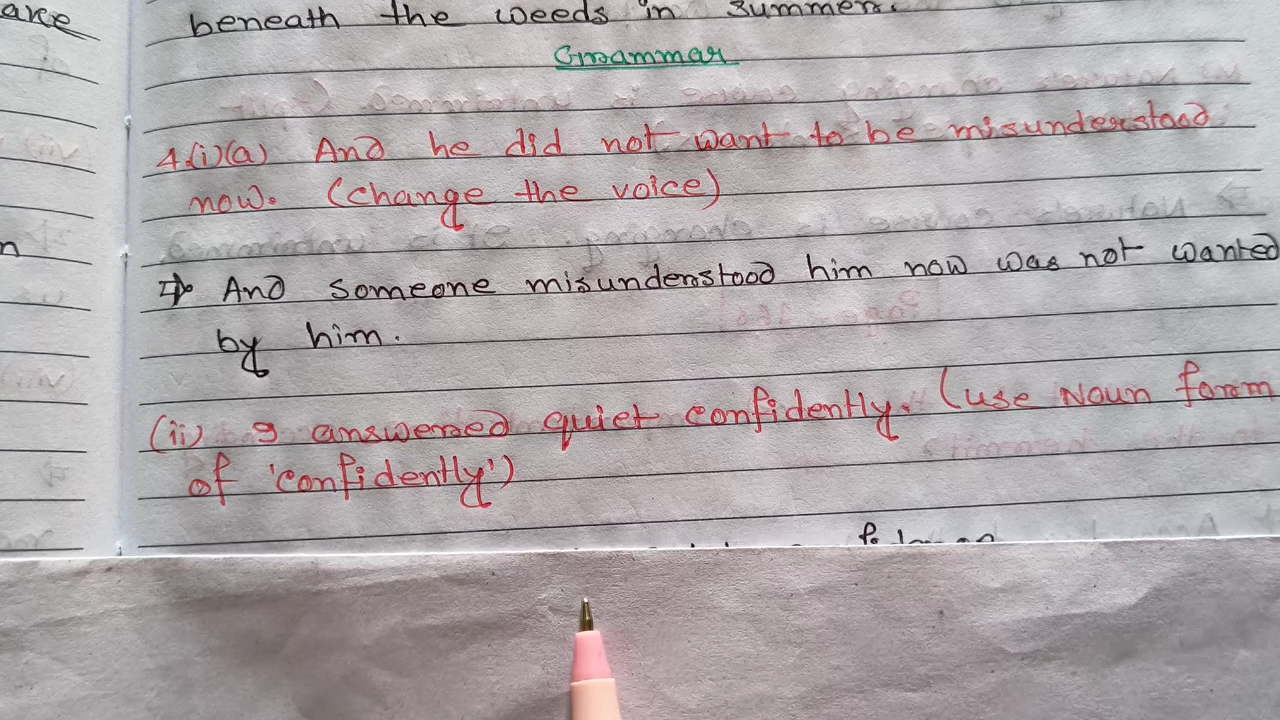 ake
beneath the weeds in summer.
Grammar
4.(i)(a) And he did not want to be misunderstood
now. (change the voice)
⇒ And someone misunderstood him now was not wanted
n
by him.
(ii) I answered quiet confidently. (use Noun form
of 'confidently')